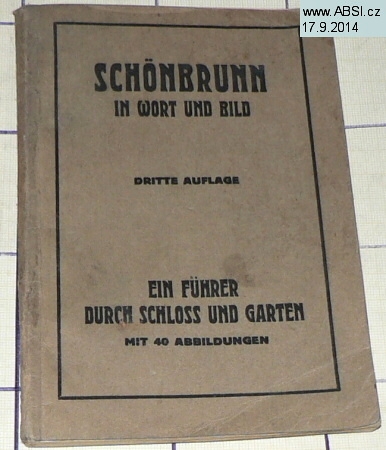 www.ABSI.cz
17.9.2014
SCHÖNBRUNN
IN WORT UND BILD
DRITTE AUFLAGE
EIN FÜHRER
DURCH SCHLOSS UND GARTEN
MIT 40 ABBILDUNGEN